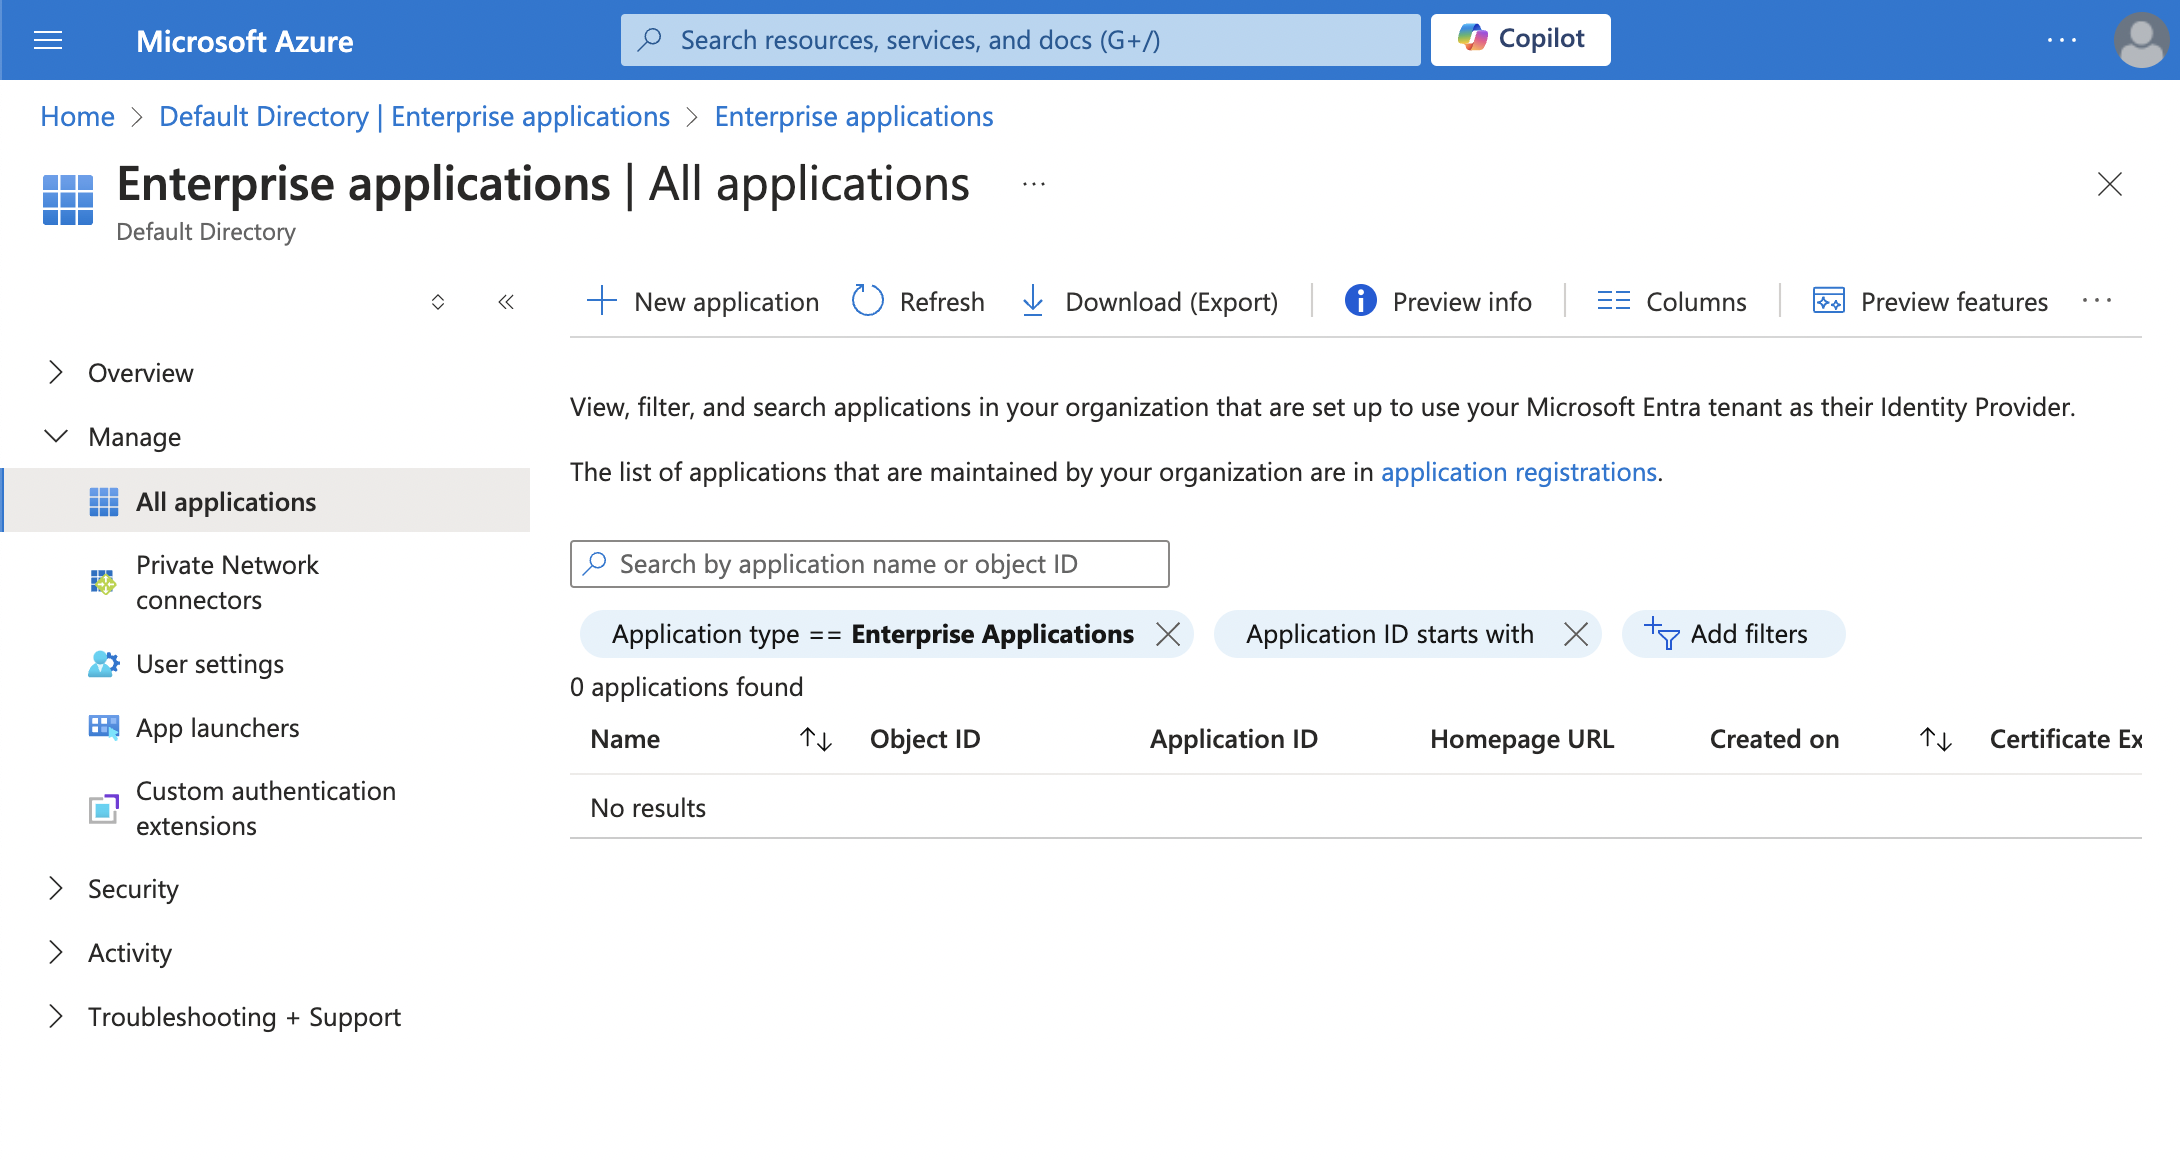 Microsoft Azure
Search resources, services, and docs (G+/)
Copilot
Home > Default Directory | Enterprise applications > Enterprise applications
Enterprise applications | All applications
Default Directory
New application
Refresh
Download (Export)
Preview info
Columns
Preview features
Overview
Manage
All applications
Private Network
connectors
User settings
App launchers
Custom authentication
extensions
Security
Activity
Troubleshooting + Support
View, filter, and search applications in your organization that are set up to use your Microsoft Entra tenant as their Identity Provider.
The list of applications that are maintained by your organization are in application registrations.
Search by application name or object ID
Application type == Enterprise Applications
Application ID starts with
Add filters
0 applications found
Name
Object ID
Application ID
Homepage URL
Created on
Certificate Ex
No results